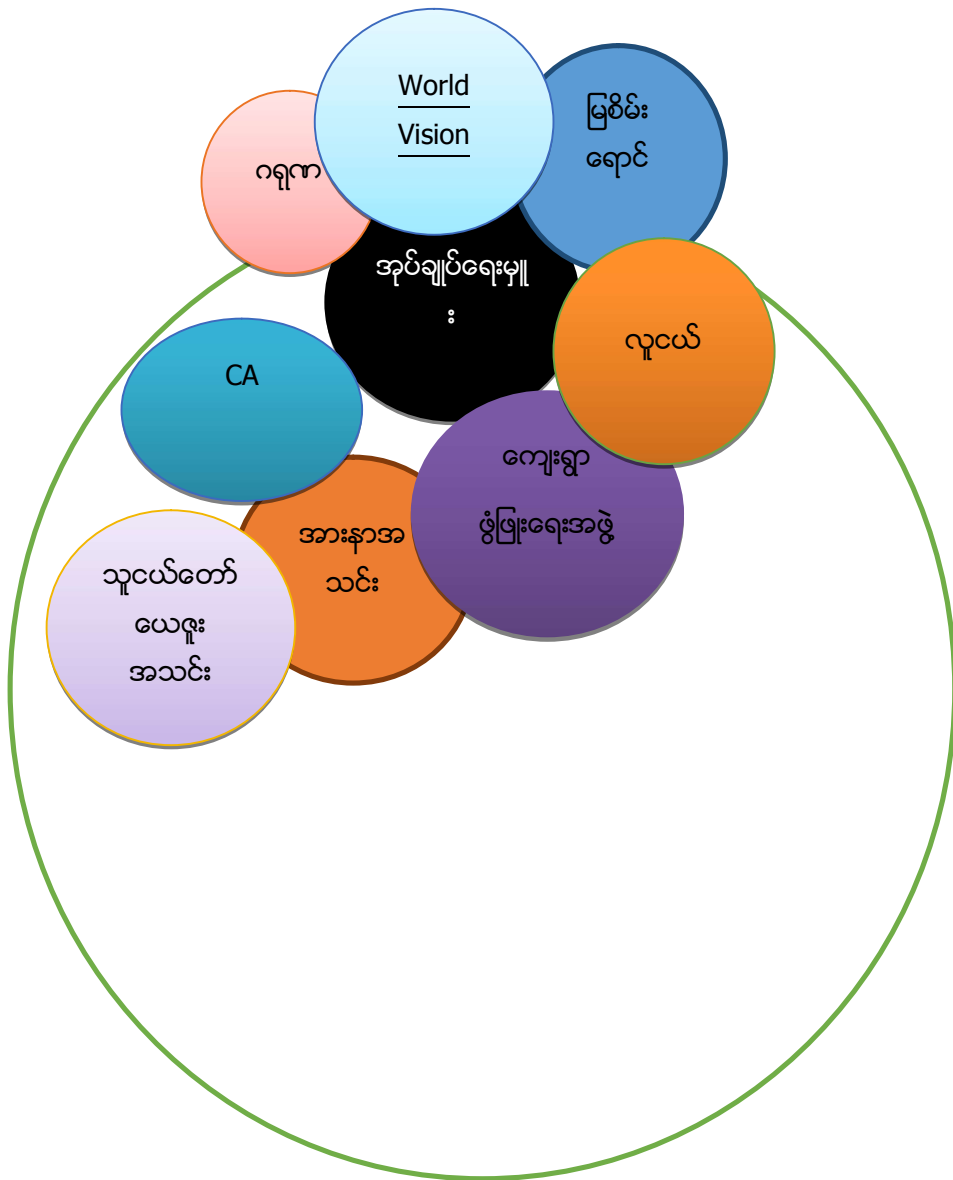 World
Vision
မြစိမ်း
ရောင်
ဂရုဏ
အုပ်ချုပ်ရေးမှူ
း
လူငယ်
CA
ကျေးရွာ
ဖွံဖြိုးရေးအဖွဲ့
အားနာအ
သင်း
သူငယ်တော်
ယေဇူး
အသင်း